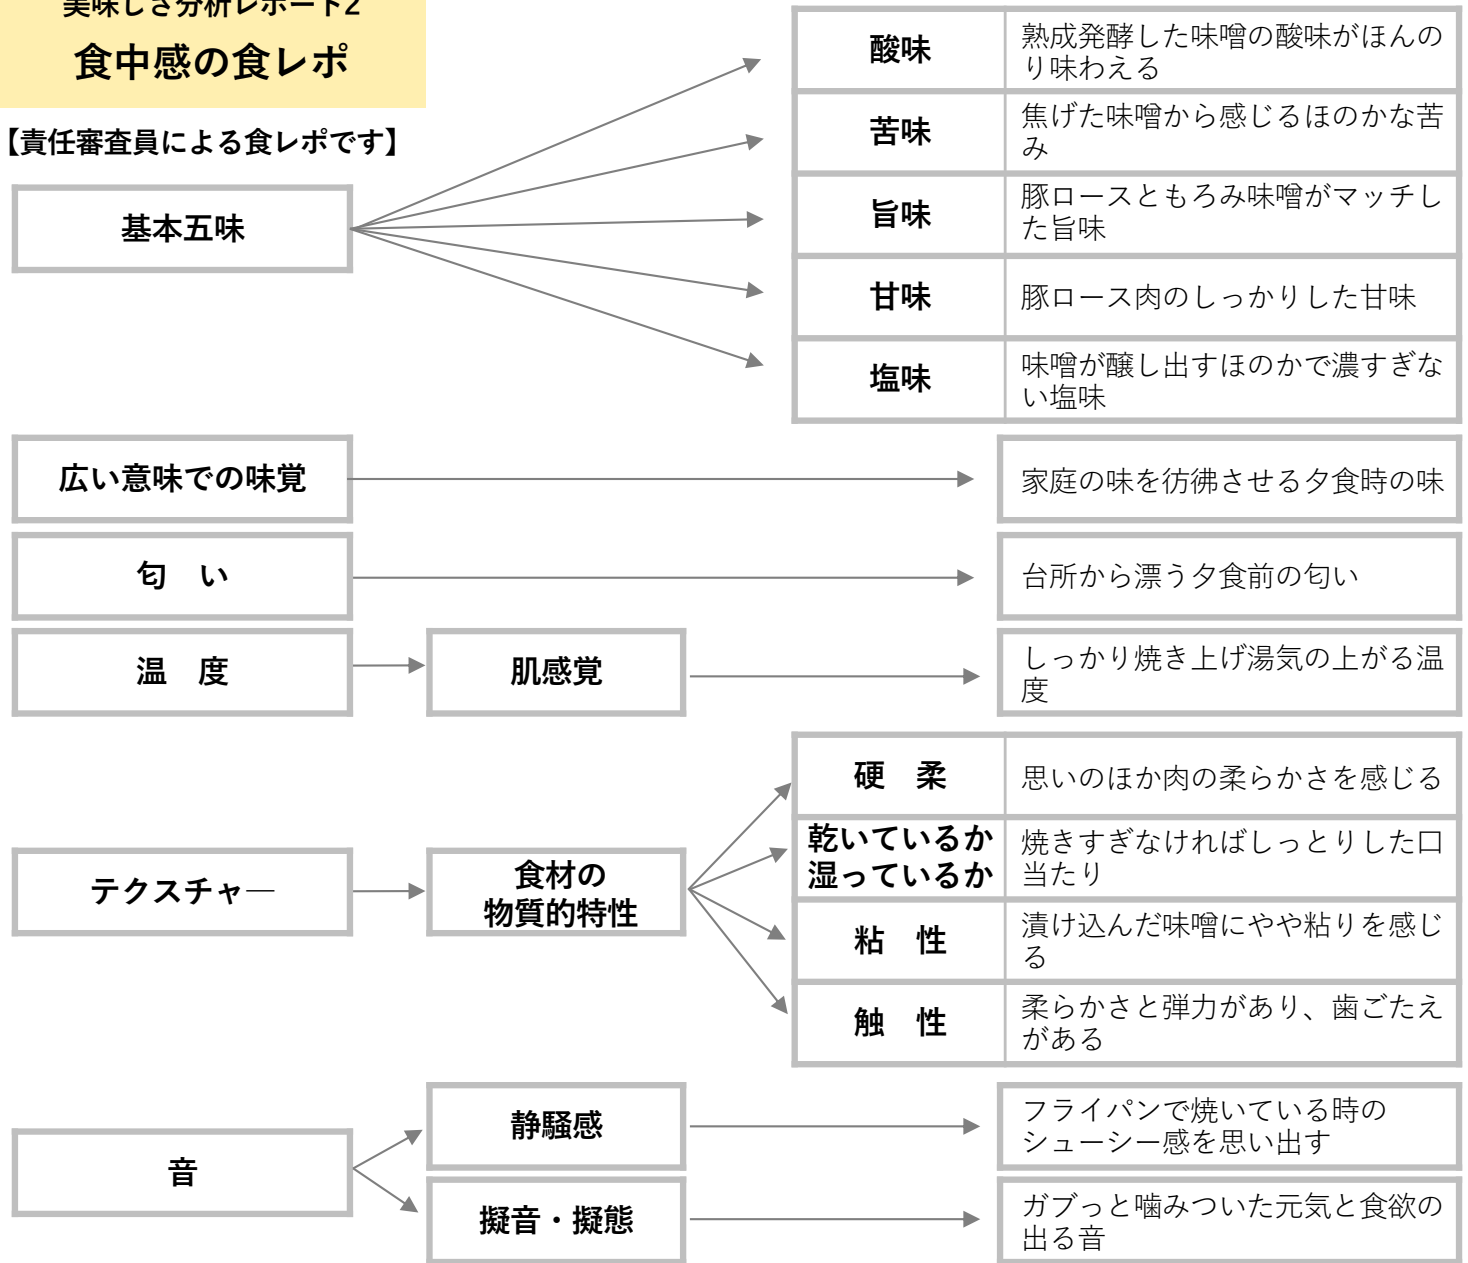 美味しさ分析レポート2
食中感の食レポ
【責任審査員による食レポです】
基本五味
酸味
熟成発酵した味噌の酸味がほんの
り味わえる
苦味
焦げた味噌から感じるほのかな苦
み
旨味
豚ロースともろみ味噌がマッチし
た旨味
甘味
豚ロース肉のしっかりした甘味
塩味
味噌が醸し出すほのかで濃すぎな
い塩味
広い意味での味覚
家庭の味を彷彿させる夕食時の味
匂　い
台所から漂う夕食前の匂い
温　度
肌感覚
しっかり焼き上げ湯気の上がる温
度
テクスチャ―
食材の
物質的特性
硬　柔
思いのほか肉の柔らかさを感じる
乾いているか
湿っているか
焼きすぎなければしっとりした口
当たり
粘　性
漬け込んだ味噌にやや粘りを感じ
る
触　性
柔らかさと弾力があり、歯ごたえ
がある
音
静騒感
フライパンで焼いている時の
シューシー感を思い出す
擬音・擬態
ガブっと噛みついた元気と食欲の
出る音